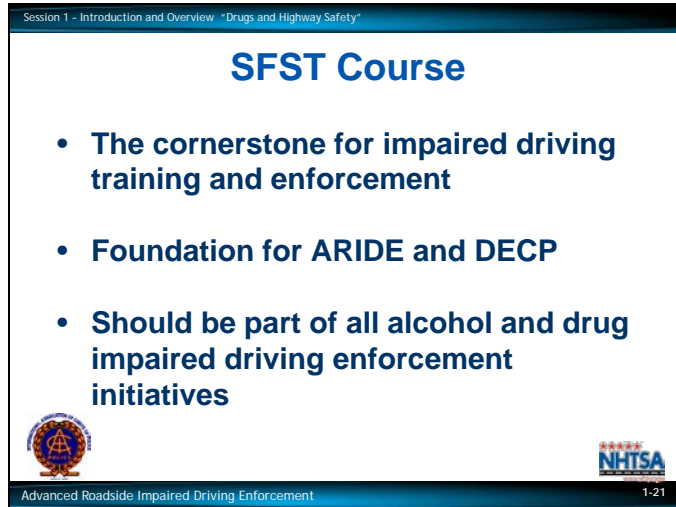 Session 1 - Introduction and Overview "Drugs and Highway Safety"
SFST Course
• The cornerstone for impaired driving
training and enforcement
• Foundation for ARIDE and DECP
• Should be part of all alcohol and drug
impaired driving enforcement
initiatives
NHTSA
Advanced Roadside Impaired Driving Enforcement
1-21